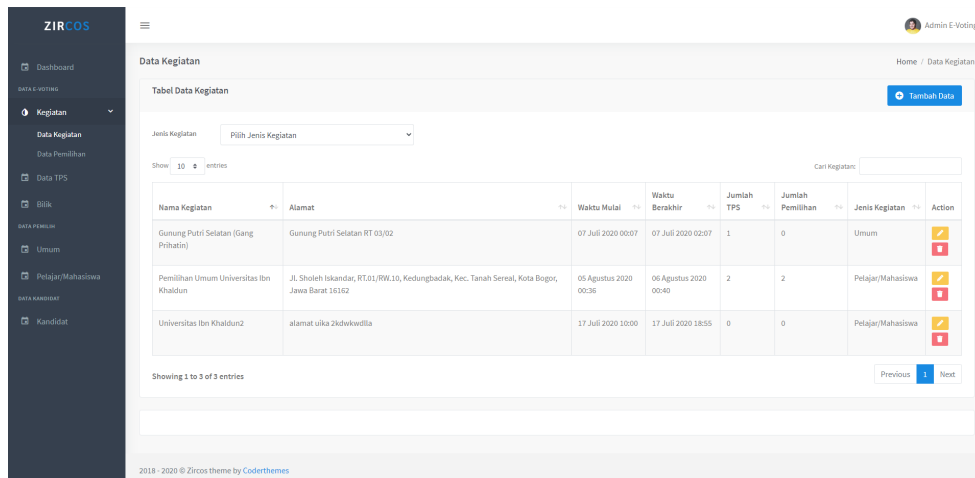 ZIRCOS
Admin E-Voting
Dashboard
DATA E-VOTING
Kegiatan
Data Kegiatan
Data Pemilihan
Data TPS
Bilik
DATA PEMILIH
Umum
Pelajar/Mahasiswa
DATA KANDIDAT
Kandidat
Data Kegiatan
Home / Data Kegiatan
Tabel Data Kegiatan
Tambah Data
Jenis Kegiatan
Pilih Jenis Kegiatan
Show 10 entries
Cari Kegiatan:
Nama Kegiatan
Alamat
Waktu Mulai
Waktu
Berakhir
Jumlah
TPS
Jumlah
Pemilihan
Jenis Kegiatan
Action
Gunung Putri Selatan (Gang
Prihatin)
Gunung Putri Selatan RT 03/02
07 Juli 2020 00:07
07 Juli 2020 02:07
1
0
Umum
Pemilihan Umum Universitas Ibn
Khaldun
Jl. Sholeh Iskandar, RT.01/RW.10, Kedungbadak, Kec. Tanah Sereal, Kota Bogor,
Jawa Barat 16162
05 Agustus 2020
00:36
06 Agustus 2020
00:40
2
2
Pelajar/Mahasiswa
Universitas Ibn Khaldun2
alamat uika 2kdwkwdlla
17 Juli 2020 10:00
17 Juli 2020 18:55
0
0
Pelajar/Mahasiswa
Showing 1 to 3 of 3 entries
Previous 1 Next
2018 - 2020 © Zircos theme by Coderthemes